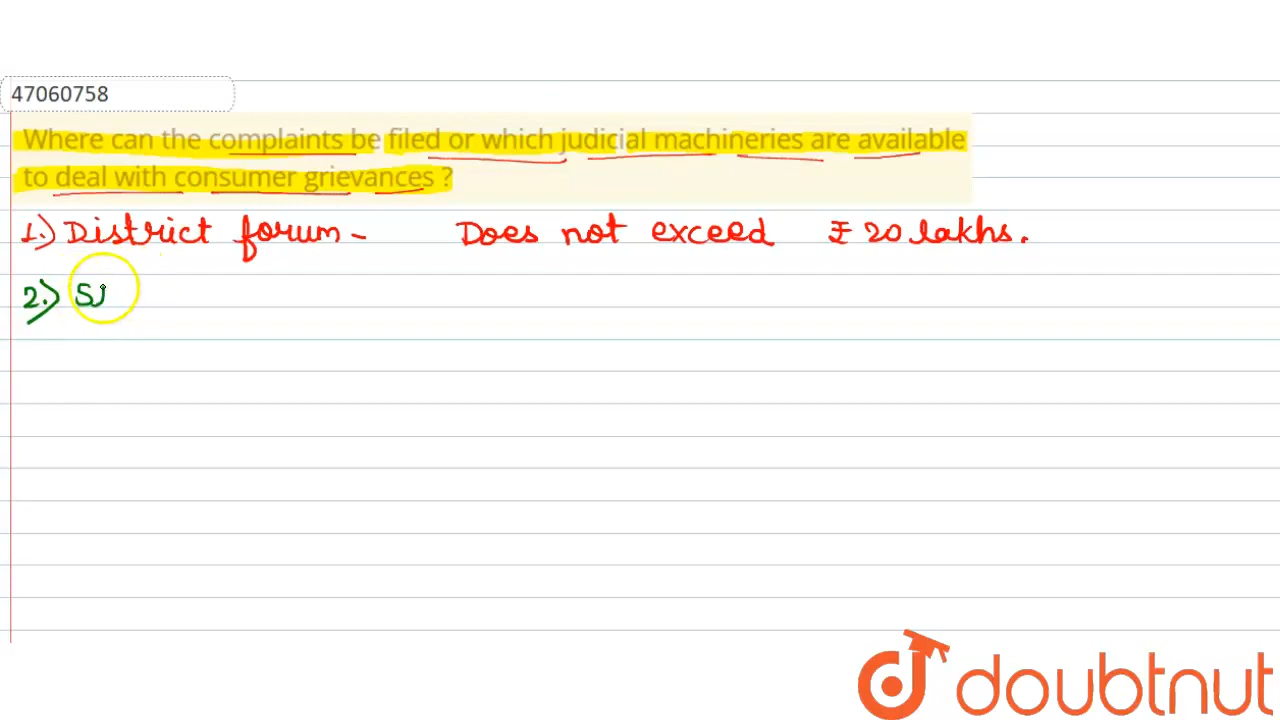 47060758
Where can the complaints be filed or which judicial machineries are available
to deal with consumer grievances ?
1.) District forum - Does not exceed ₹ 20 lakhs.
2.)
doubtnut